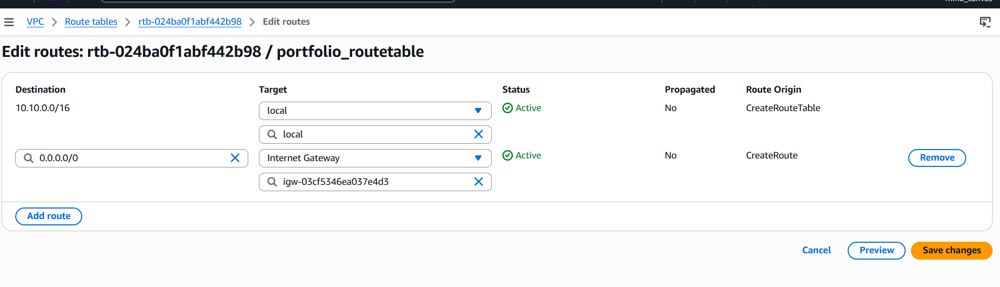 VPC > Route tables > rtb-024ba0f1abf442b98 > Edit routes
Edit routes: rtb-024ba0f1abf442b98 / portfolio_routetable
Destination Target Status Propagated Route Origin
10.10.0.0/16 local Active No CreateRouteTable
local
0.0.0.0/0 Internet Gateway Active No CreateRoute Remove
igw-03cf5346ea037e4d3
Add route
Cancel Preview Save changes